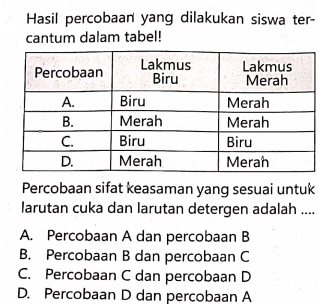 Hasil percobaan yang dilakukan siswa ter-
cantum dalam tabel!
Percobaan Lakmus Biru Lakmus Merah
A. Biru Merah
B. Merah Merah
C. Biru Biru
D. Merah Merah
Percobaan sifat keasaman yang sesuai untuk
larutan cuka dan larutan detergen adalah ....
A. Percobaan A dan percobaan B
B. Percobaan B dan percobaan C
C. Percobaan C dan percobaan D
D. Percobaan D dan percobaan A